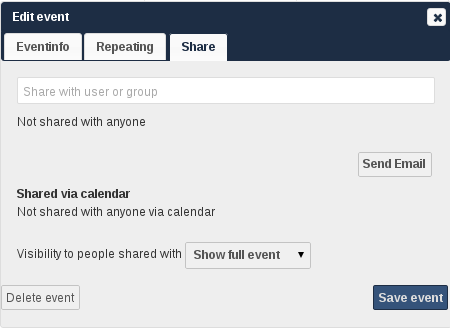 Edit event
Eventinfo Repeating Share
Share with user or group
Not shared with anyone
Send Email
Shared via calendar
Not shared with anyone via calendar
Visibility to people shared with Show full event
Delete event Save event